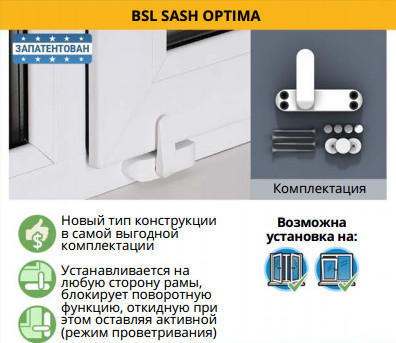 BSL SASH OPTIMA
ЗАПАТЕНТОВАН
Комплектация
Новый тип конструкции
в самой выгодной
комплектации
Устанавливается на
любую сторону рамы,
блокирует поворотную
функцию, откидную при
этом оставляя активной
(режим проветривания)
Возможна
установка на: